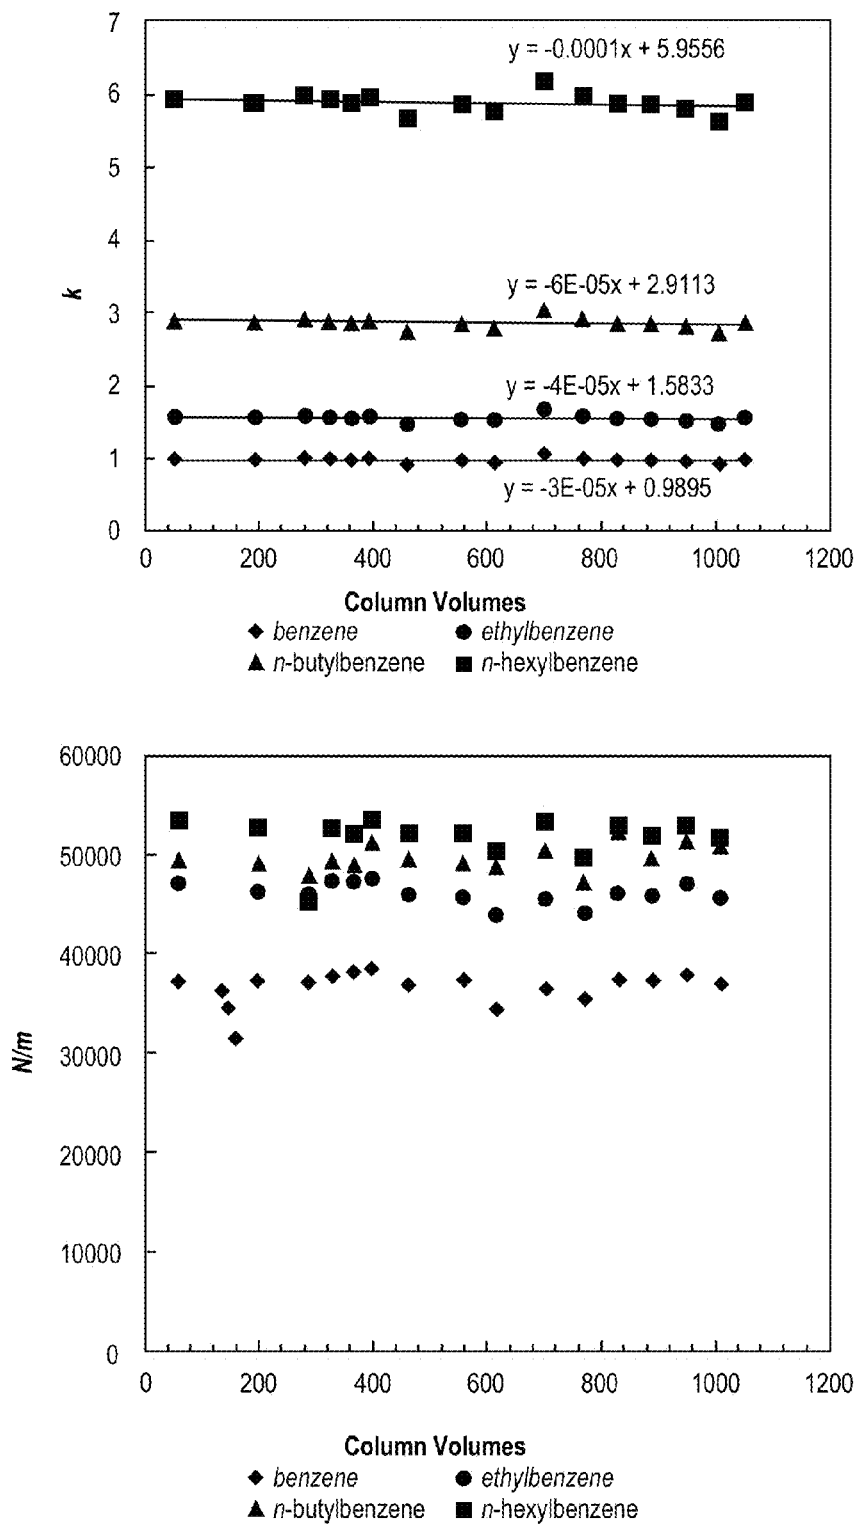 7
y = -0.0001x + 5.9556
6
5
4
k
y = -6E-05x + 2.9113
3
2
y = -4E-05x + 1.5833
1
y = -3E-05x + 0.9895
0
0 200 400 600 800 1000 1200
Column Volumes
benzene ethylbenzene
n-butylbenzene n-hexylbenzene
60000
50000
40000
N/m
30000
20000
10000
0
0 200 400 600 800 1000 1200
Column Volumes
benzene ethylbenzene
n-butylbenzene n-hexylbenzene